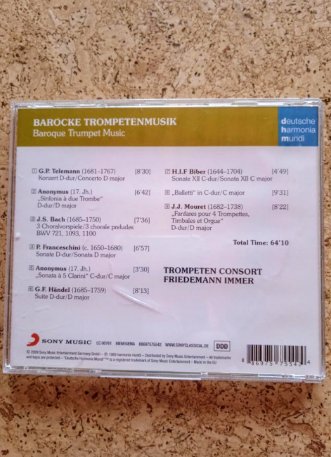 BAROCKE TROMPETENMUSIK
Baroque Trumpet Music
deutsche
harmonia
mundi
G.P. Telemann (1681-1767) [8'30]
Konzert D-dur/Concerto D major
Anonymus (17. Jh.) [6'42]
„Sinfonia à due Trombe"
D-dur/D major
J.S. Bach (1685-1750) [7'36]
3 Choralvorspiele/3 chorale preludes
BWV 721, 1093, 1100
P. Franceschini (c. 1650-1680) [6'57]
Sonate D-dur/Sonata D major
Anonymus (17. Jh.) [3'30]
„Sonata à 5 Clarini" C-dur/C major
G.F. Händel (1685-1759) [8'13]
Suite D-dur/D major
H.I.F Biber (1644-1704) [4'49]
Sonate XII C-dur/Sonata XII C major
„Balletti" in C-dur/C major [9'31]
J.J. Mouret (1682-1738) [8'22]
„Fanfares pour 4 Trompettes,
Timbales et Orgue"
D-dur/D major
Total Time: 64'10
TROMPETEN CONSORT
FRIEDEMANN IMMER
SONY MUSIC
WWW.SONYCLASSICAL.DE
DDD